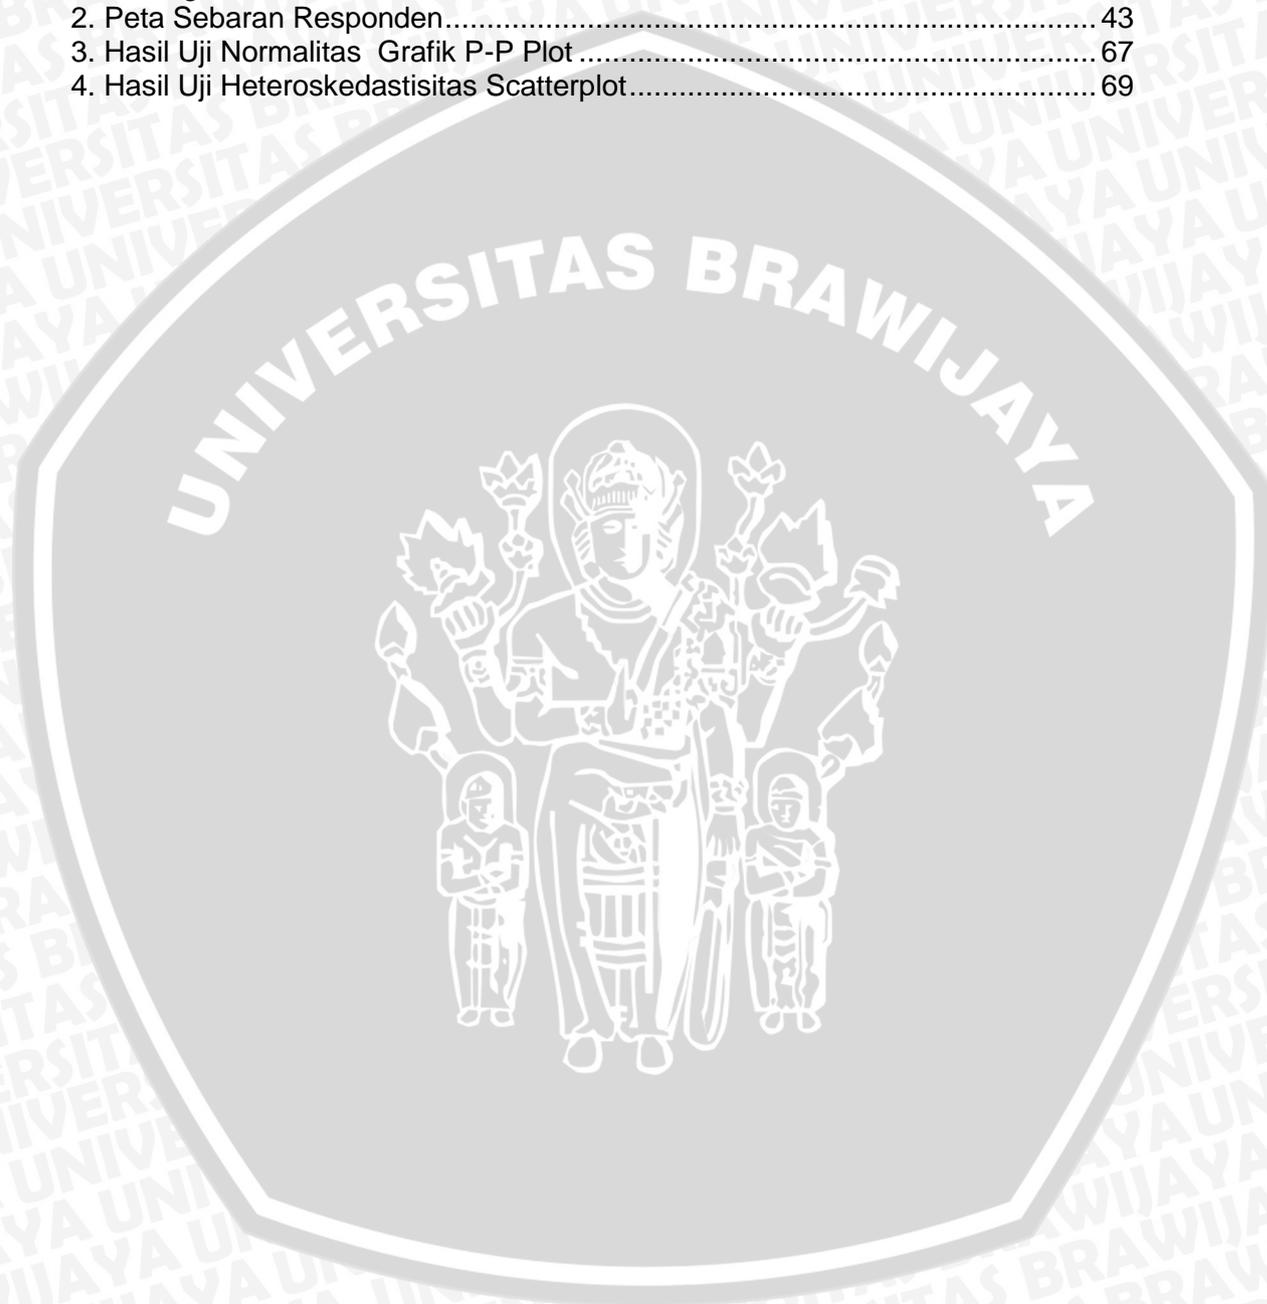 2. Peta Sebaran Responden.................................................................................43
3. Hasil Uji Normalitas  Grafik P-P Plot ................................................................67
4. Hasil Uji Heteroskedastisitas Scatterplot..........................................................69
UNIVERSITAS BRAWIJAYA